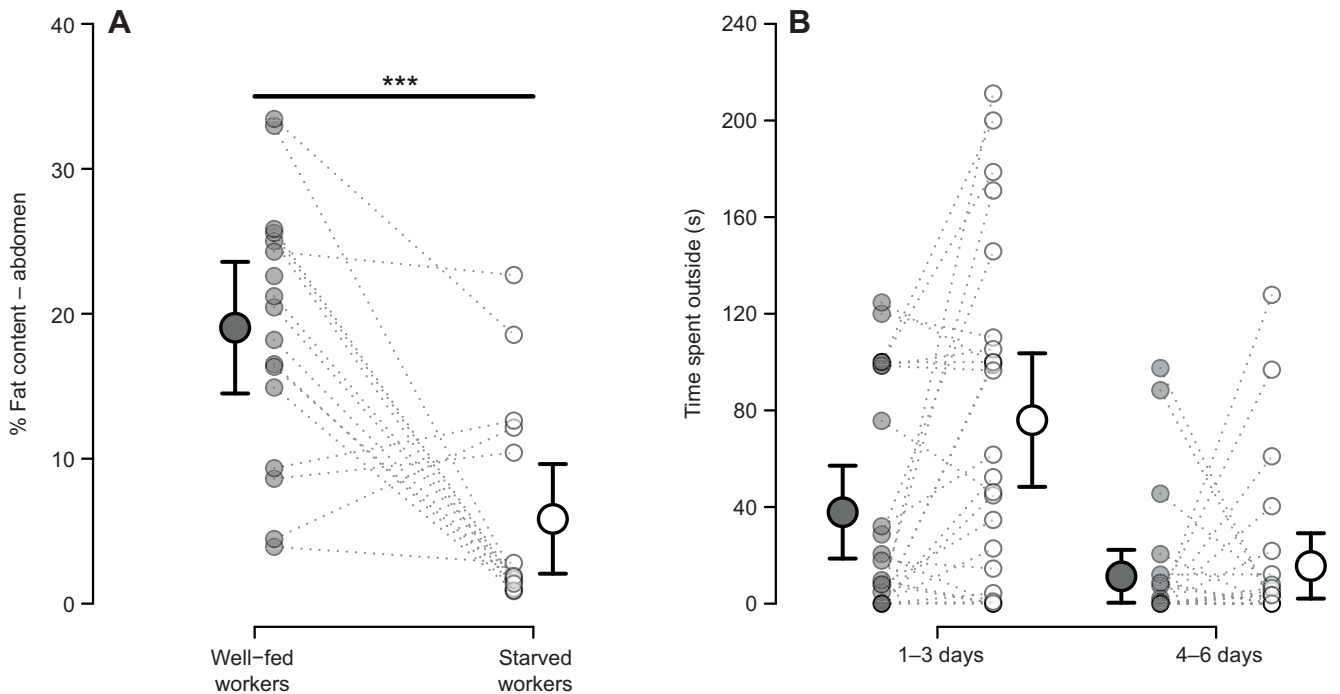 A
***
% Fat content – abdomen
40
30
20
10
0
Well−fed
workers
Starved
workers
B
Time spent outside (s)
240
200
160
120
80
40
0
1–3 days
4–6 days